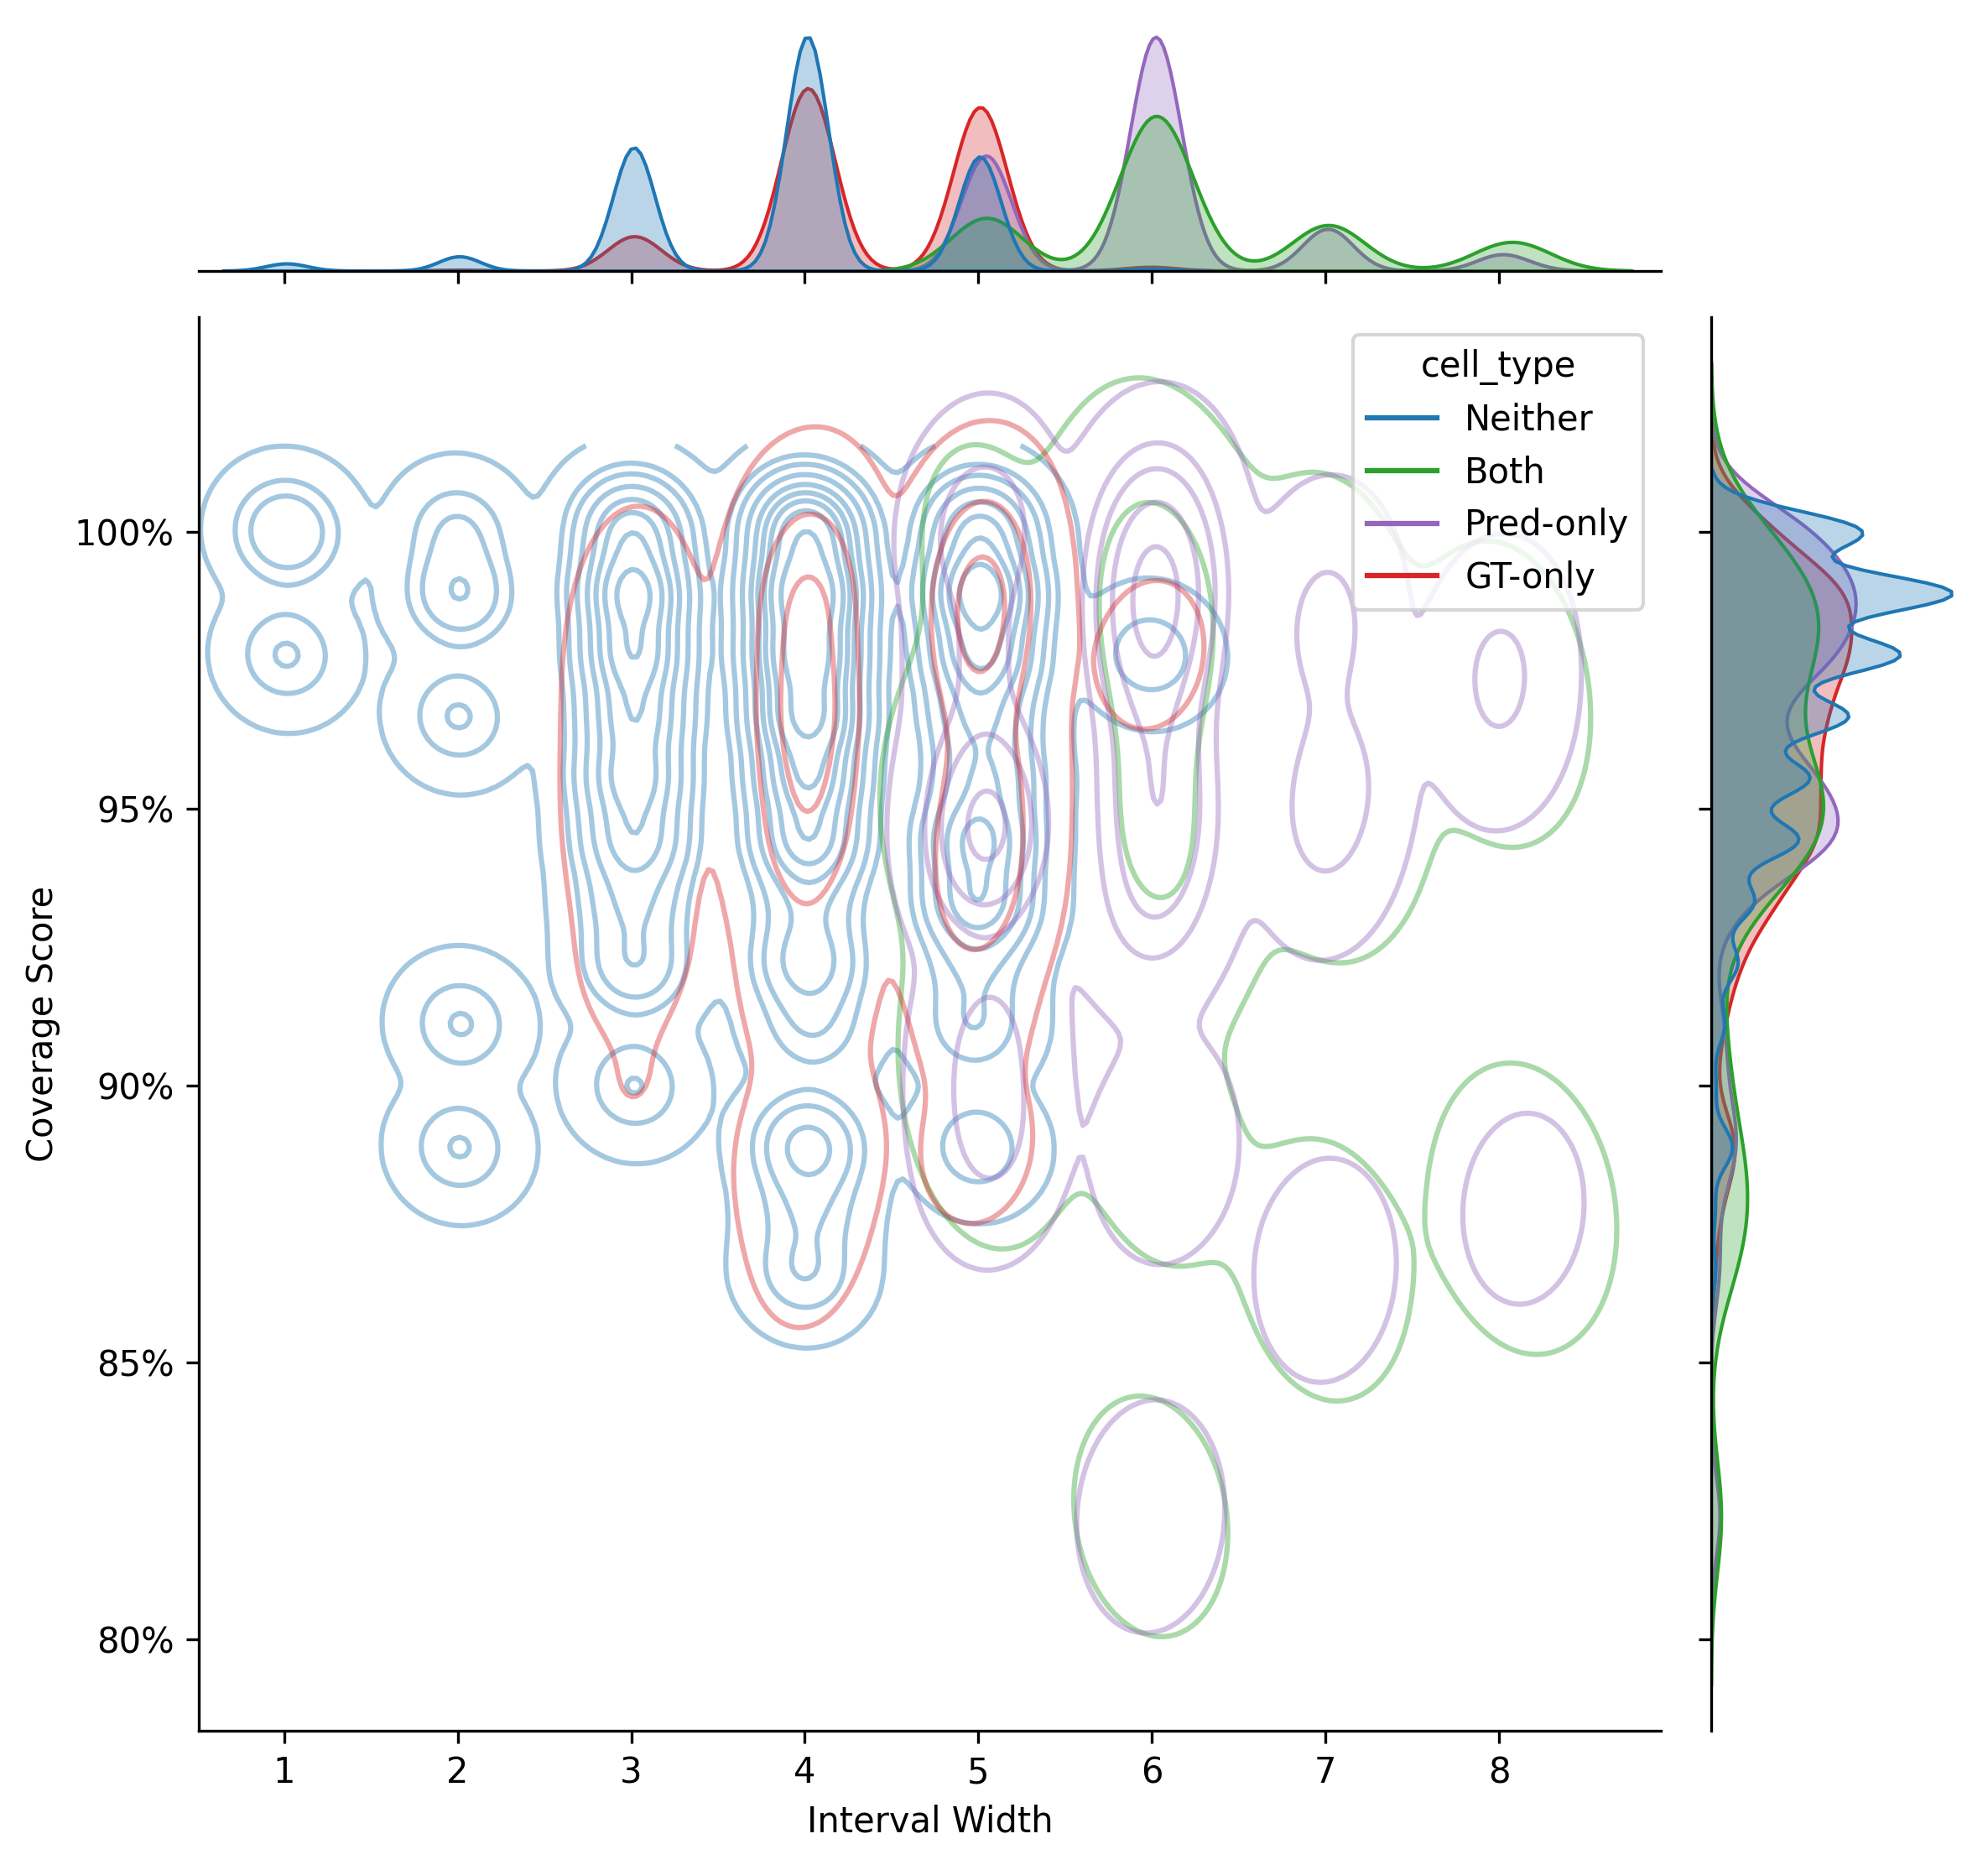 cell_type
Neither
Both
Pred-only
GT-only
100%
95%
90%
85%
80%
Coverage Score
1 2 3 4 5 6 7 8
Interval Width